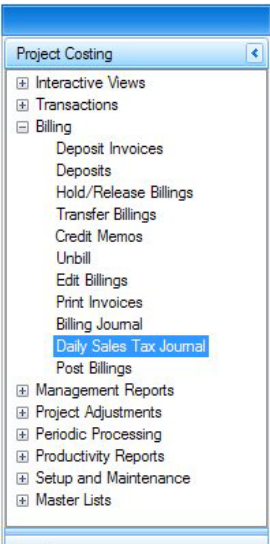 Project Costing
Interactive Views
Transactions
Billing
Deposit Invoices
Deposits
Hold/Release Billings
Transfer Billings
Credit Memos
Unbill
Edit Billings
Print Invoices
Billing Journal
Daily Sales Tax Journal
Post Billings
Management Reports
Project Adjustments
Periodic Processing
Productivity Reports
Setup and Maintenance
Master Lists